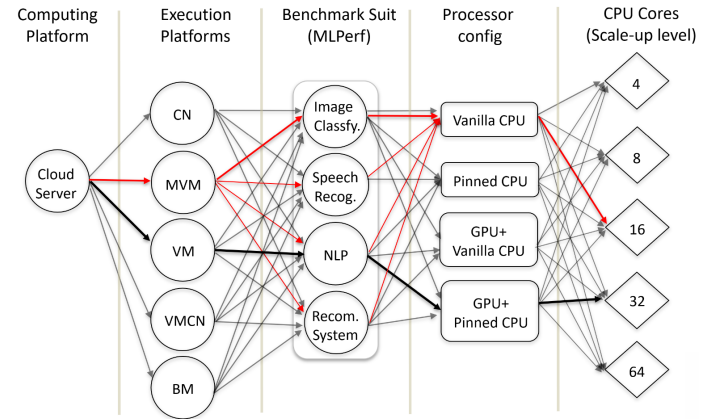 Computing
Platform
Execution
Platforms
Benchmark Suit
(MLPerf)
Processor
config
CPU Cores
(Scale-up level)
Cloud
Server
CN
MVM
VM
VMCN
BM
Image
Classfy.
Speech
Recog.
NLP
Recom.
System
Vanilla CPU
Pinned CPU
GPU+
Vanilla CPU
GPU+
Pinned CPU
4
8
16
32
64